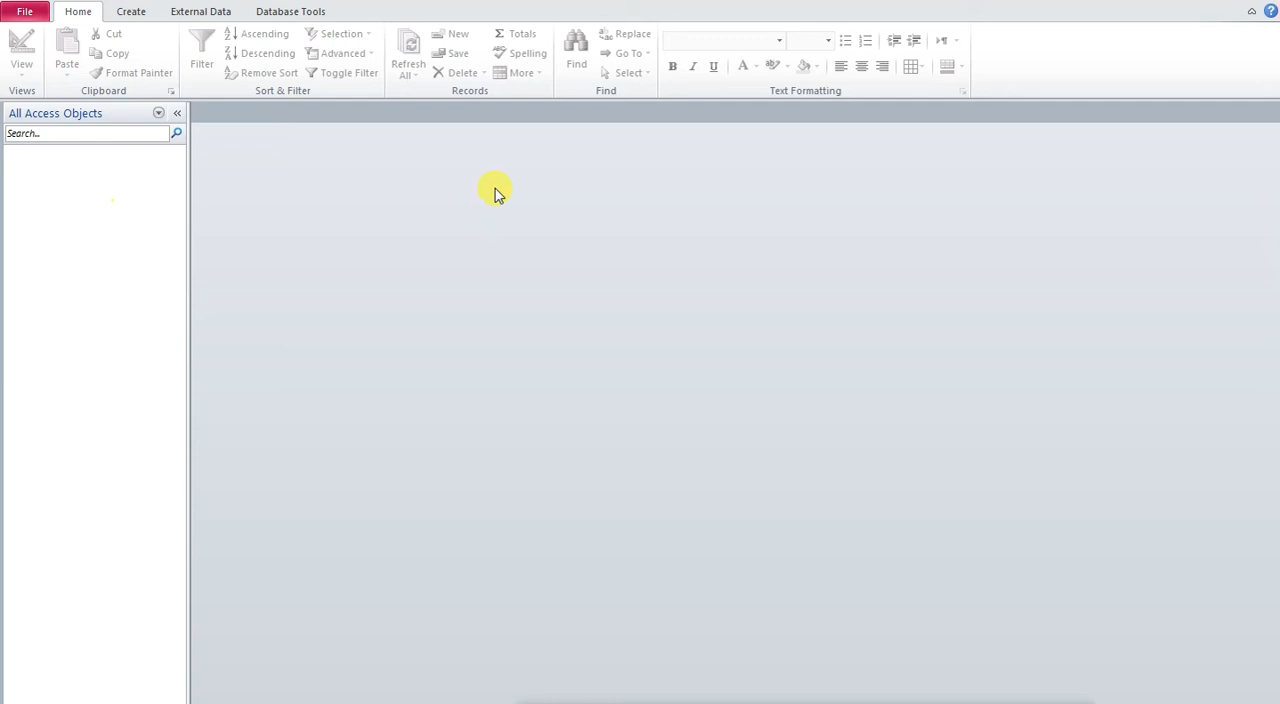 File Home Create External Data Database Tools
Cut Ascending Selection New Totals Replace
Copy Descending Advanced Save Spelling Go To
View Paste Format Painter Filter Remove Sort Toggle Filter Refresh All Delete More Find Select B I U A
Views Clipboard Sort & Filter Records Find Text Formatting
All Access Objects
Search..